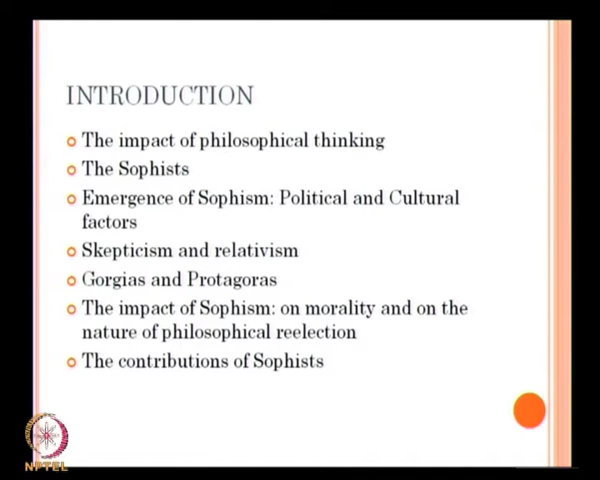 INTRODUCTION
The impact of philosophical thinking
The Sophists
Emergence of Sophism: Political and Cultural
factors
Skepticism and relativism
Gorgias and Protagoras
The impact of Sophism: on morality and on the
nature of philosophical reelection
The contributions of Sophists
NPTEL